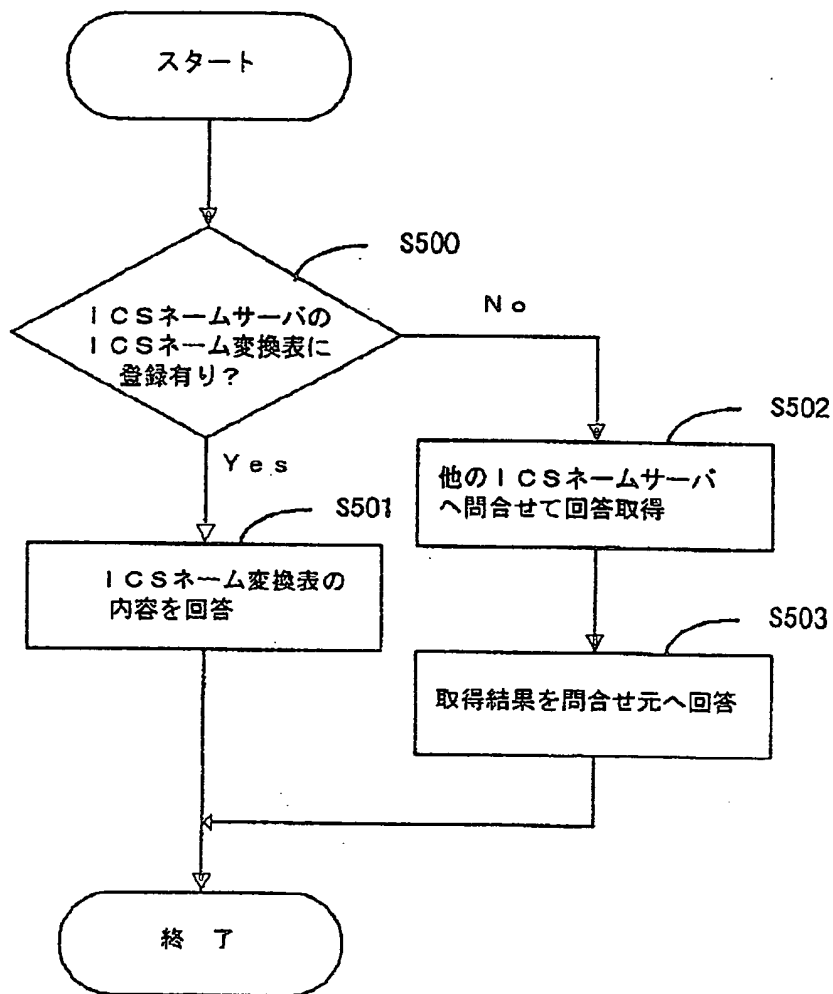 スタート
S500
ICSネームサーバの
ICSネーム変換表に
登録有り?
No
Yes
S502
他のICSネームサーバ
へ問合せて回答取得
S501
ICSネーム変換表の
内容を回答
S503
取得結果を問合せ元へ回答
終了